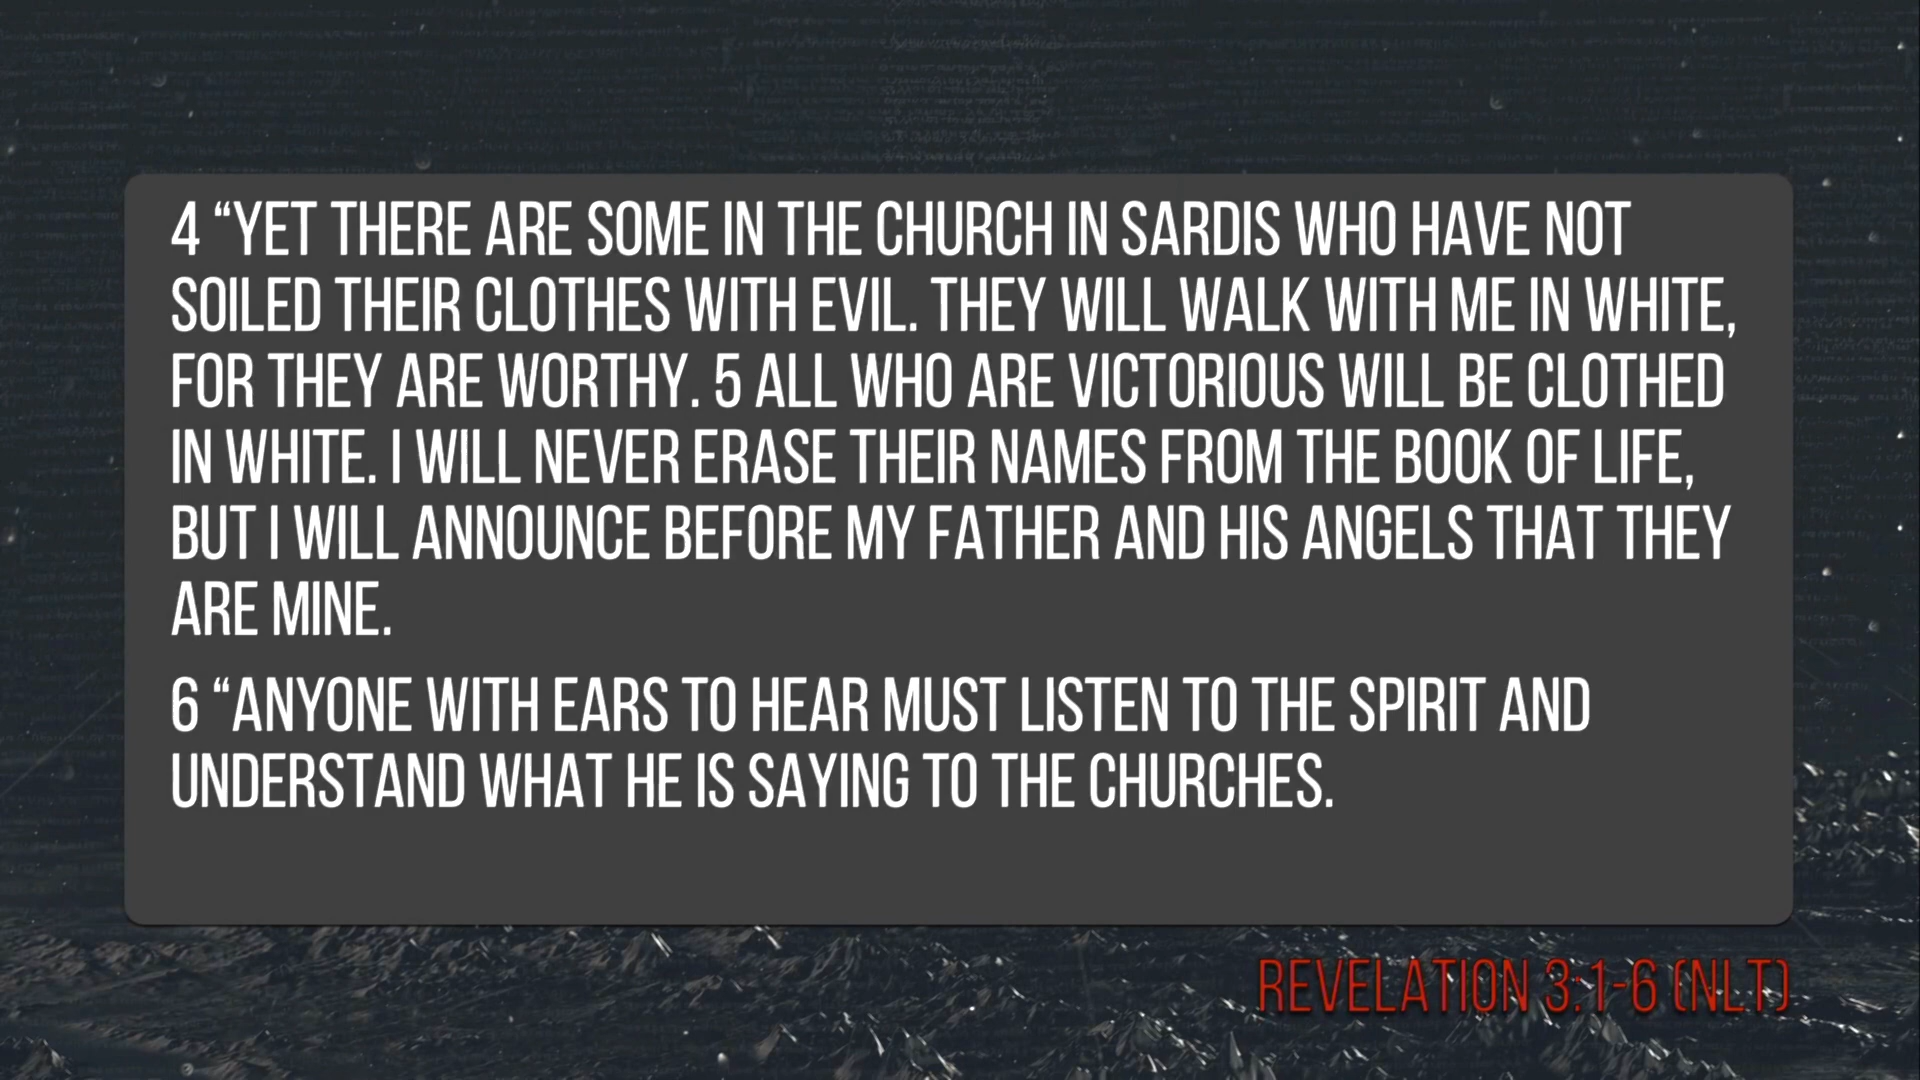 4 “YET THERE ARE SOME IN THE CHURCH IN SARDIS WHO HAVE NOT
SOILED THEIR CLOTHES WITH EVIL. THEY WILL WALK WITH ME IN WHITE,
FOR THEY ARE WORTHY. 5 ALL WHO ARE VICTORIOUS WILL BE CLOTHED
IN WHITE. I WILL NEVER ERASE THEIR NAMES FROM THE BOOK OF LIFE,
BUT I WILL ANNOUNCE BEFORE MY FATHER AND HIS ANGELS THAT THEY
ARE MINE.
6 “ANYONE WITH EARS TO HEAR MUST LISTEN TO THE SPIRIT AND
UNDERSTAND WHAT HE IS SAYING TO THE CHURCHES.
REVELATION 3:1-6 (NLT)